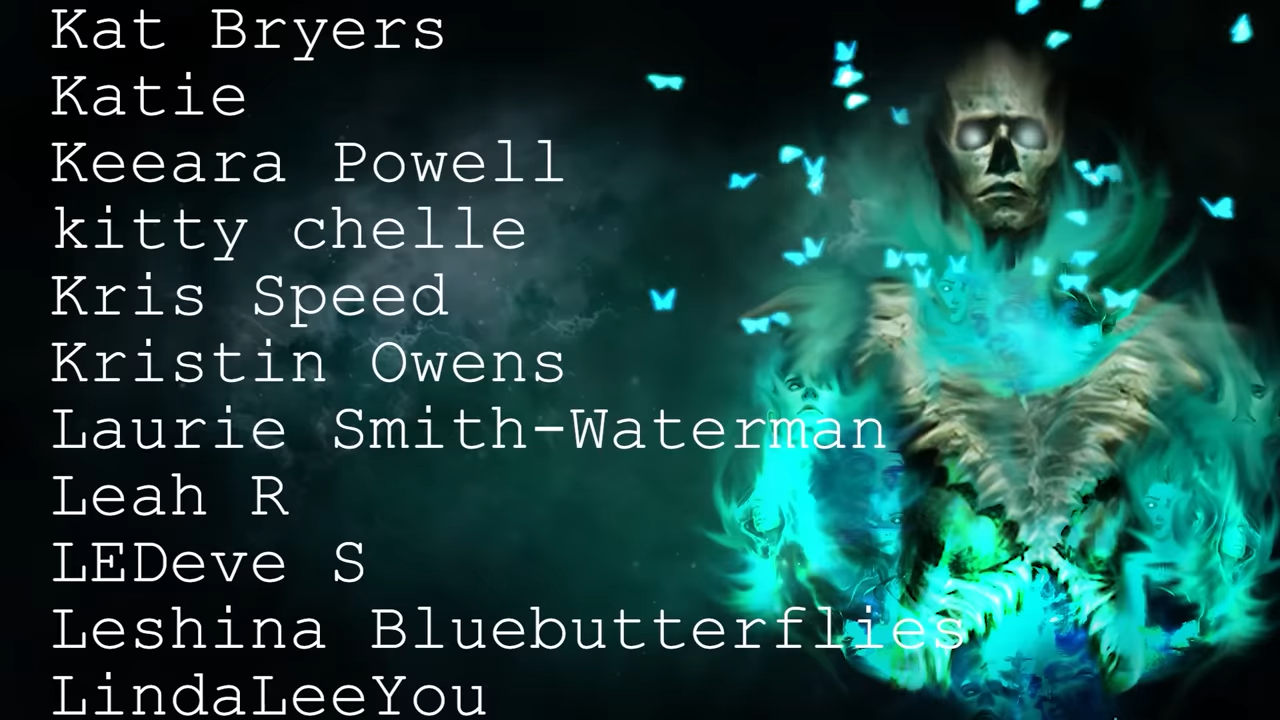 Kat Bryers
Katie
Keeara Powell
kitty chelle
Kris Speed
Kristin Owens
Laurie Smith-Waterman
Leah R
LEDeve S
Leshina Bluebutterflies
LindaLeeYou